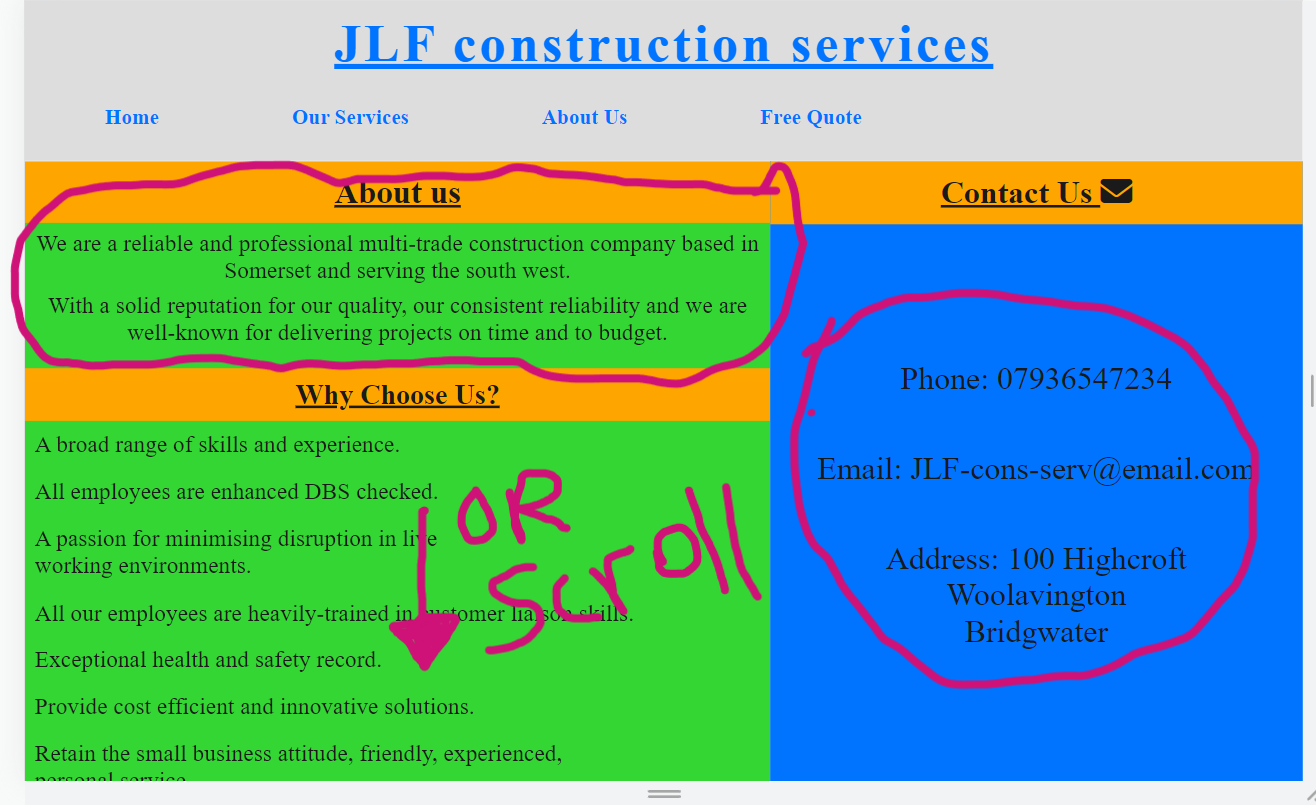 JLF construction services
Home Our Services About Us Free Quote
About us
We are a reliable and professional multi-trade construction company based in
Somerset and serving the south west.
With a solid reputation for our quality, our consistent reliability and we are
well-known for delivering projects on time and to budget.
Why Choose Us?
A broad range of skills and experience.
All employees are enhanced DBS checked.
A passion for minimising disruption in live
working environments.
All our employees are heavily-trained in customer liaison skills.
Exceptional health and safety record.
Provide cost efficient and innovative solutions.
Retain the small business attitude, friendly, experienced,
personal service
OR
Scroll
Contact Us
Phone: 07936547234
Email: JLF-cons-serv@email.com
Address: 100 Highcroft
Woolavington
Bridgwater